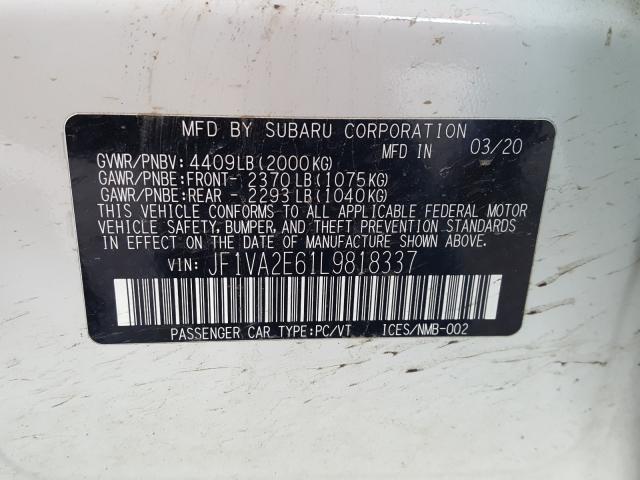 MFD BY SUBARU CORPORATION
MFD IN 03/20
GVWR/PNBV: 4409LB(2000KG)
GAWR/PNBE:FRONT- 2370LB(1075KG)
GAWR/PNBE:REAR - 2293LB(1040KG)
THIS VEHICLE CONFORMS TO ALL APPLICABLE FEDERAL MOTOR
VEHICLE SAFETY, BUMPER, AND THEFT PREVENTION STANDARDS
IN EFFECT ON THE DATE OF MANUFACTURE SHOWN ABOVE.
VIN: JF1VA2E61L9818337
PASSENGER CAR TYPE:PC/VT ICES/NMB-002